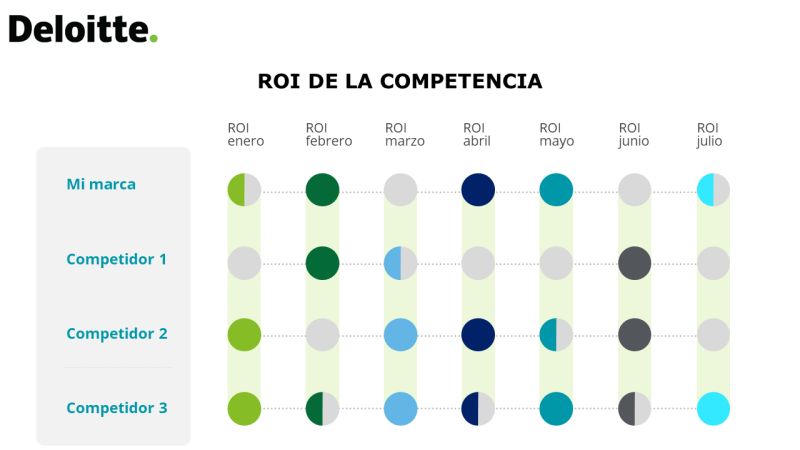 Deloitte.
ROI DE LA COMPETENCIA
ROI enero
ROI febrero
ROI marzo
ROI abril
ROI mayo
ROI junio
ROI julio
Mi marca
Competidor 1
Competidor 2
Competidor 3